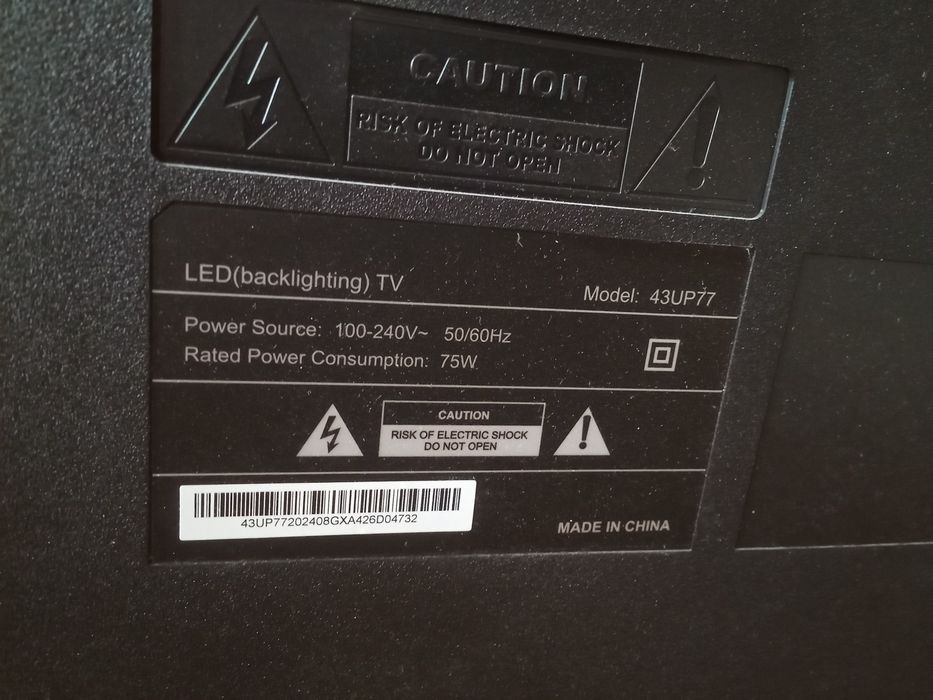 CAUTION
RISK OF ELECTRIC SHOCK
DO NOT OPEN
LED(backlighting) TV
Model: 43UP77
Power Source: 100-240V~ 50/60Hz
Rated Power Consumption: 75W
CAUTION
RISK OF ELECTRIC SHOCK
DO NOT OPEN
43UP77202408GXA426D04732
MADE IN CHINA